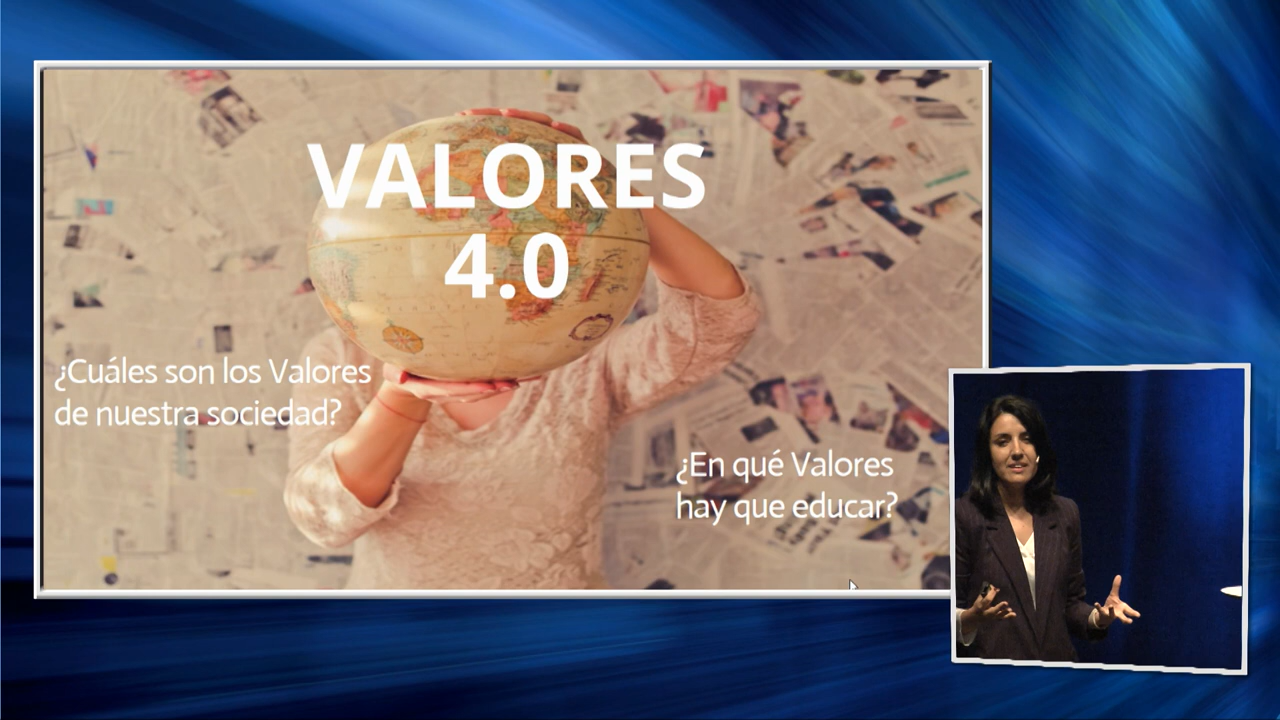 VALORES
4.0
¿Cuáles son los Valores
de nuestra sociedad?
¿En qué Valores
hay que educar?